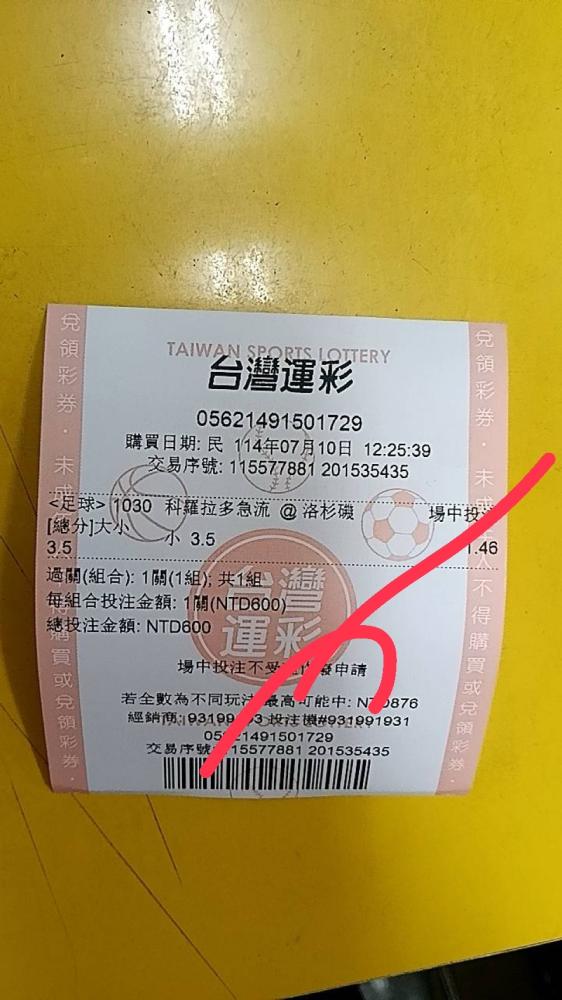 TAIWAN SPORTS LOTTERY
台灣運彩
05621491501729
購買日期: 民 114年07月10日 12:25:39
交易序號: 115577881 201535435
<足球> 1030 科羅拉多急流 @ 洛杉磯 場中投
[總分]大小 小 3.5
3.5 1.46
過關(組合): 1關(1組); 共1組
每組合投注金額: 1關(NTD600)
總投注金額: NTD600
台灣運彩
場中投注不受 申請
若全數為不同玩法 最高可能中: NTD876
經銷商: 93199 3 投注機#931991931
05621491501729
交易序號 15577881 201535435
兌領彩券·未成 得購買或兌領彩券·
兌領彩券·未成 人不得購買或兌領彩券·